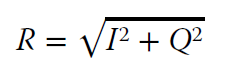 R = √(I² + Q²)